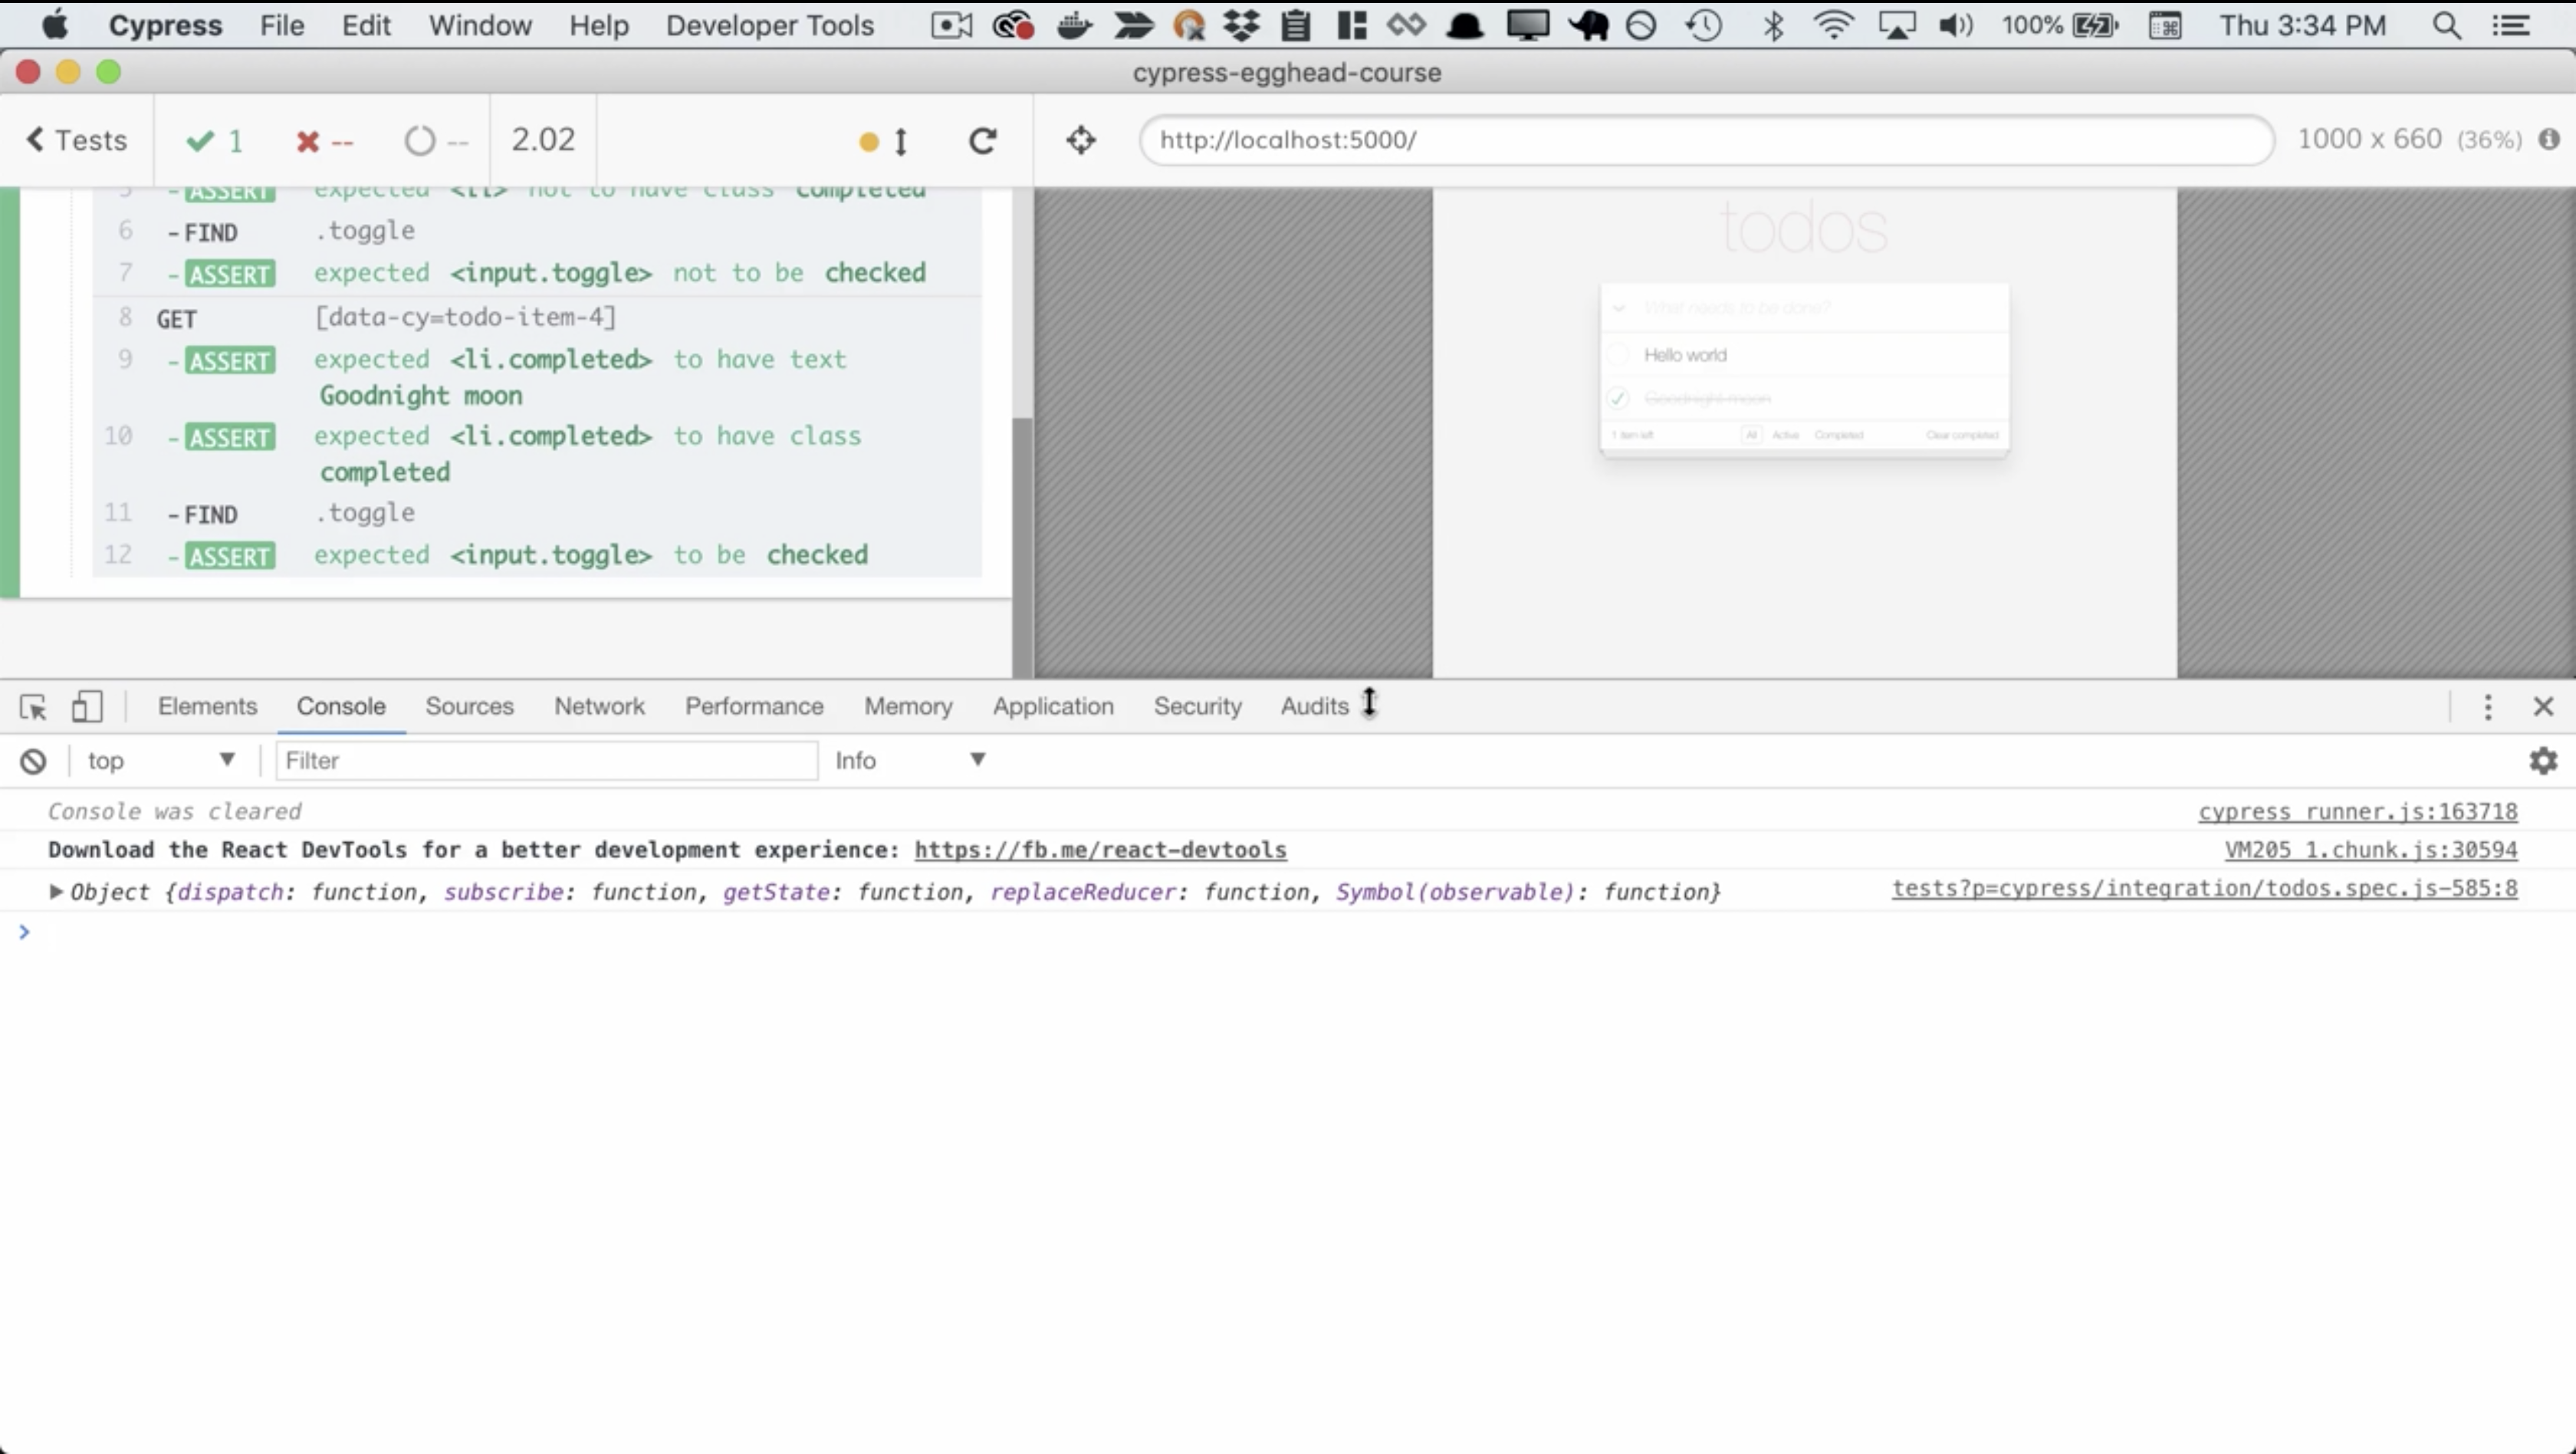 Cypress File Edit Window Help Developer Tools 100% Thu 3:34 PM
cypress-egghead-course
Tests 1 -- -- 2.02 http://localhost:5000/ 1000 x 660 (36%)
5 -ASSERT expected <li> not to have class completed
6 -FIND .toggle
7 -ASSERT expected <input.toggle> not to be checked
8 GET [data-cy=todo-item-4]
9 -ASSERT expected <li.completed> to have text
Goodnight moon
10 -ASSERT expected <li.completed> to have class
completed
11 -FIND .toggle
12 -ASSERT expected <input.toggle> to be checked
todos
What needs to be done?
Hello world
Goodnight moon
1 item left All Active Completed Clear completed
Elements Console Sources Network Performance Memory Application Security Audits
top Filter Info
Console was cleared cypress_runner.js:163718
Download the React DevTools for a better development experience: https://fb.me/react-devtools VM205 1.chunk.js:30594
Object {dispatch: function, subscribe: function, getState: function, replaceReducer: function, Symbol(observable): function} tests?p=cypress/integration/todos.spec.js-585:8